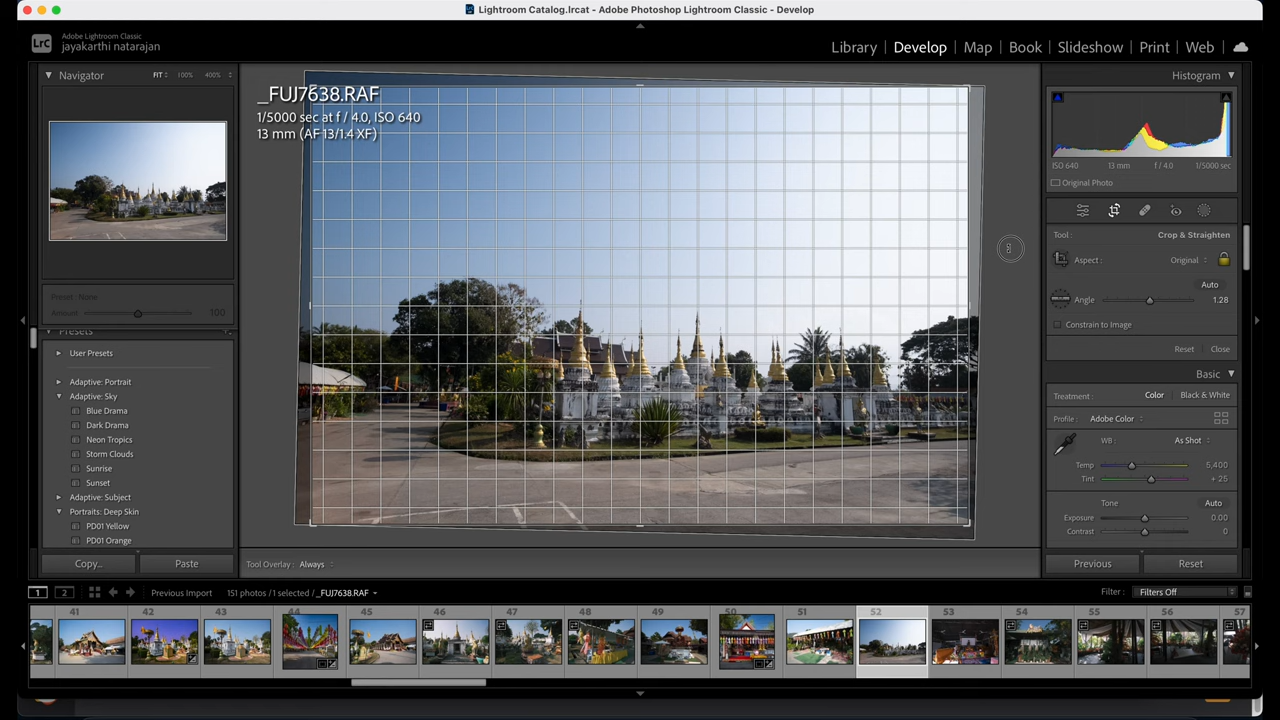 Lightroom Catalog.lrcat - Adobe Photoshop Lightroom Classic - Develop
LrC
Adobe Lightroom Classic
jayakarthi natarajan
Library
Develop
Map
Book
Slideshow
Print
Web
Navigator
FIT
100%
400%
Preset: None
Amount
100
Presets
User Presets
Adaptive: Portrait
Adaptive: Sky
Blue Drama
Dark Drama
Neon Tropics
Storm Clouds
Sunrise
Sunset
Adaptive: Subject
Portraits: Deep Skin
PD01 Yellow
PD01 Orange
Copy...
Paste
_FUJ7638.RAF
1/5000 sec at f / 4.0, ISO 640
13 mm (AF 13/1.4 XF)
Tool Overlay : Always
Histogram
ISO 640 13 mm f / 4.0 1/5000 sec
Original Photo
Tool : Crop & Straighten
Aspect : Original
Auto
Angle 1.28
Constrain to Image
Reset Close
Basic
Treatment : Color Black & White
Profile : Adobe Color
WB : As Shot
Temp 5,400
Tint + 25
Tone Auto
Exposure 0.00
Contrast 0
Previous
Reset
1 2
Previous Import
151 photos / 1 selected / _FUJ7638.RAF
Filter : Filters Off
41 42 43 44 45 46 47 48 49 50 51 52 53 54 55 56 57